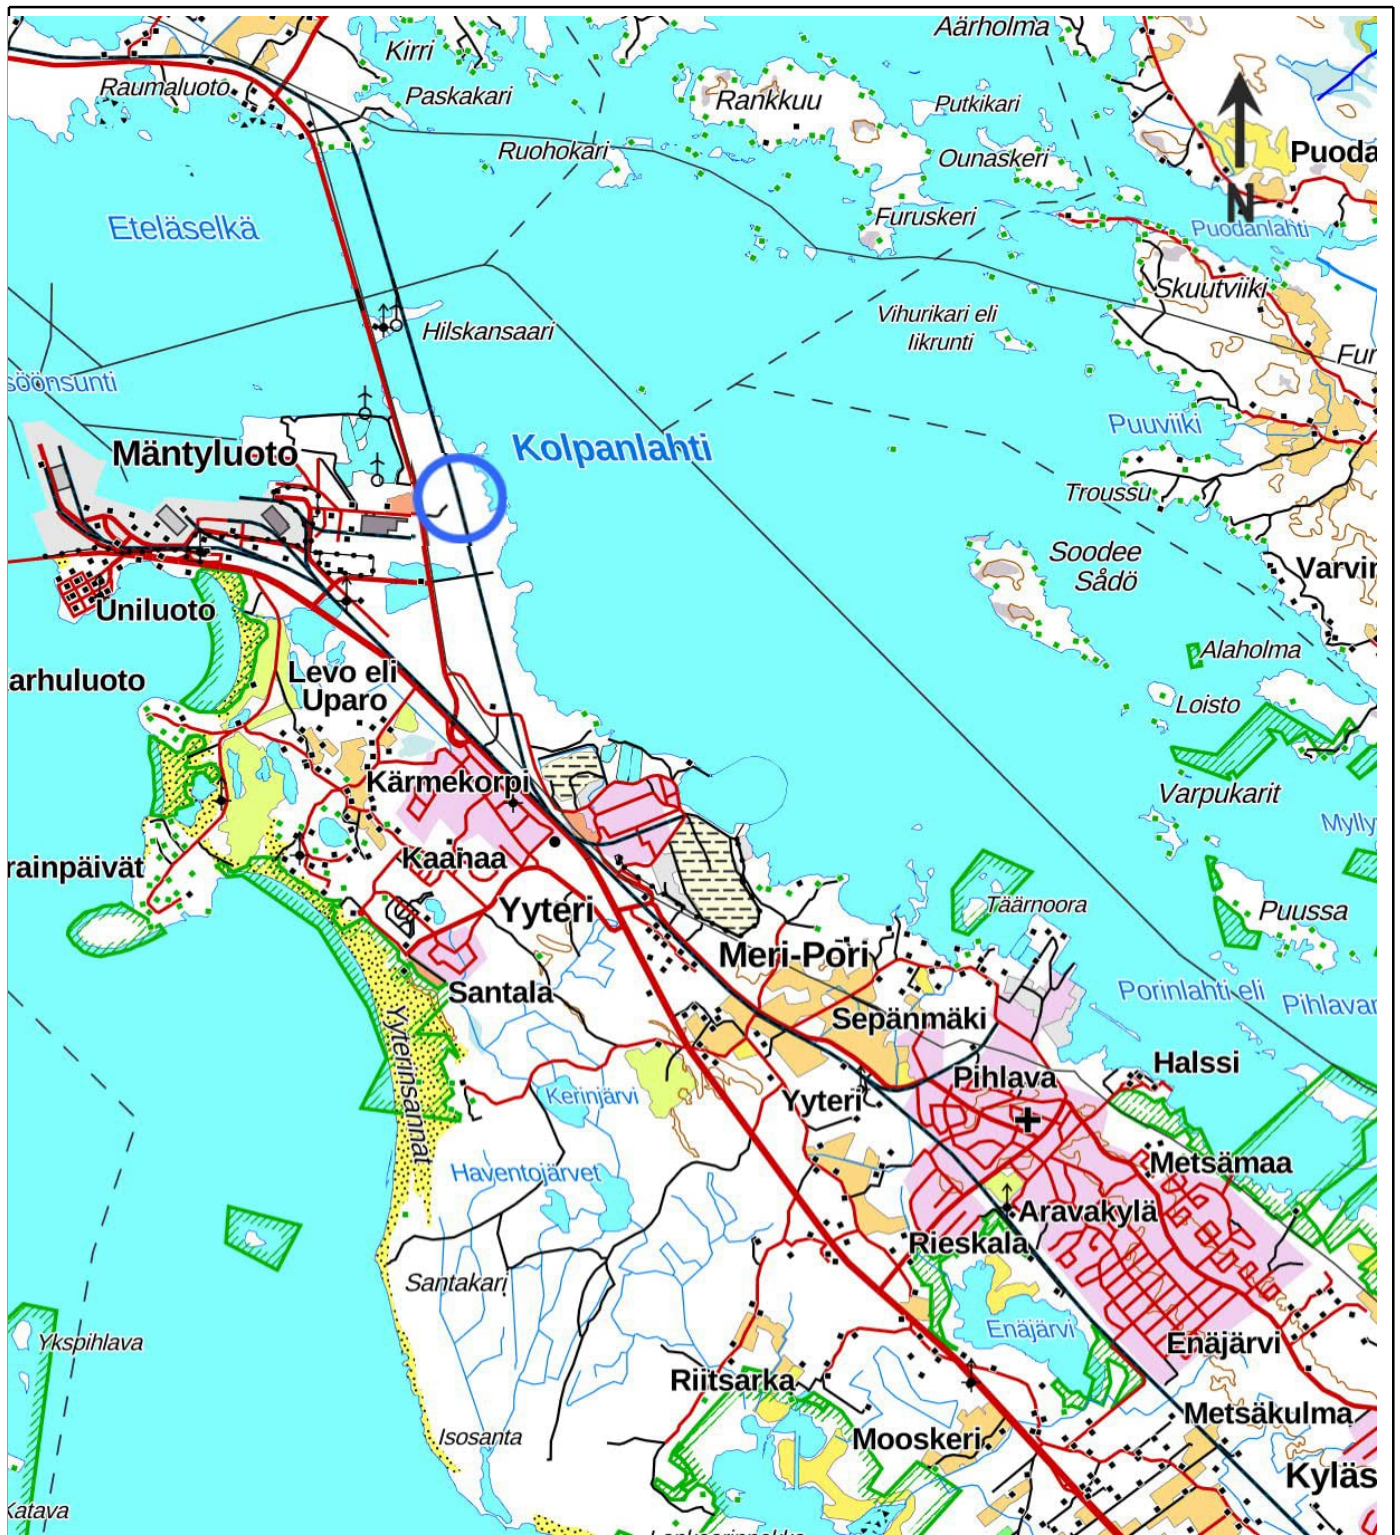 Aärholma
Kirri
Raumaluoto
Paskakari
Rankkuu
Putkikari
Ruohokari
Ounaskeri
Puoda
N
Eteläselkä
Furuskeri
Puodanlahti
Skuutviiki
Hilskansaari
Vihurikari eli
Iikrunti
Fur
söönsunti
Puuviiki
Mäntyluoto
Kolpanlahti
Troussu
Soodee
Sådö
Varvin
Uniluoto
Alaholma
Levo eli
Uparo
arhuluoto
Loisto
Kärmekorpi
Varpukarit
Mylly
Kaanaa
rainpäivät
Yyteri
Täärnoora
Puussa
Meri-Pori
Santala
Porinlahti eli
Pihlavan
Yyterinsannat
Sepänmäki
Halssi
Pihlava
Kerinjärvi
Yyteri
Haventojärvet
Metsämaa
Aravakylä
Rieskala
Santakari
Enäjärvi
Ykspihlava
Enäjärvi
Riitsarka
Metsäkulma
Isosanta
Mooskeri
Kyläs
Katava